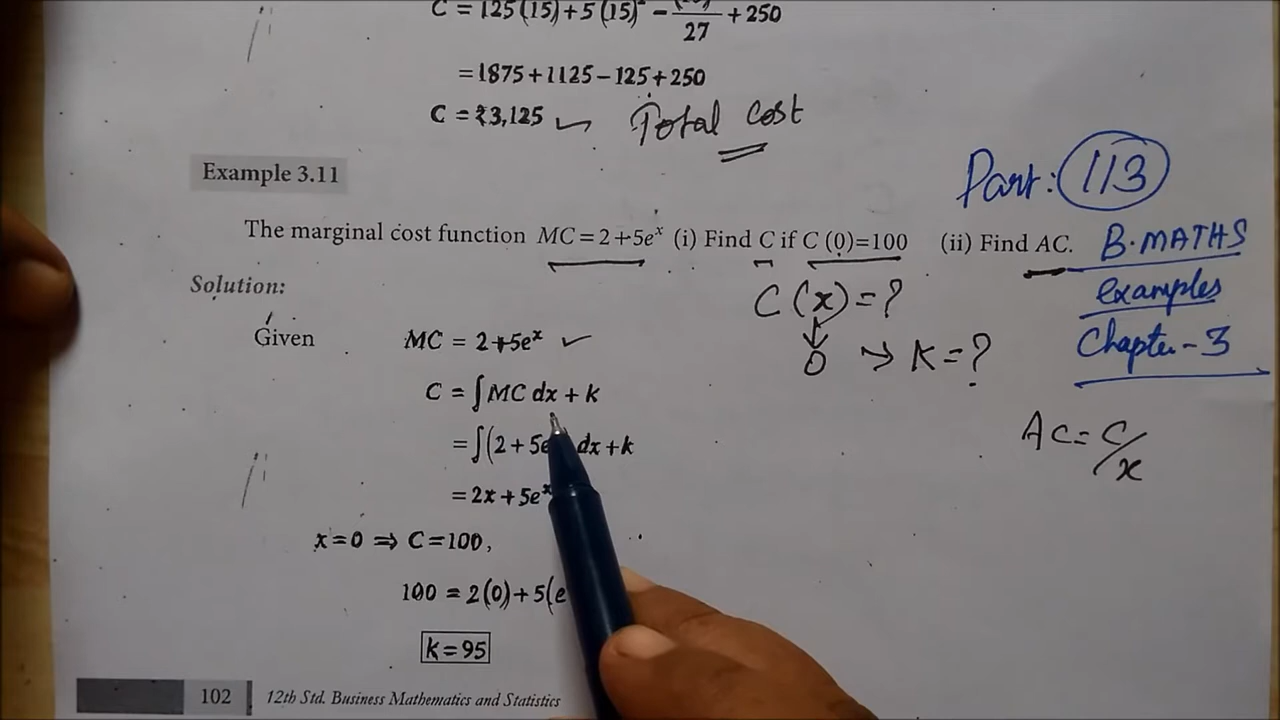 C = 125(15)+5(15) − 27 +250
=1875+1125−125+250
C = ₹3,125 ✓ Total cost
Example 3.11
Part: 113
The marginal cost function MC=2+5eˣ (i) Find C if C (0)=100 (ii) Find AC.
B.MATHS
examples
Chapter-3
Solution:
C (x)=?
↓
0 → K=?
Given MC = 2+5eˣ ✓
C = ∫MC dx + k
AC = C/x
= ∫(2+5e dx+k
= 2x+5eˣ
x=0 ⇒ C=100,
100 = 2(0)+5(e
k=95
102 12th Std. Business Mathematics and Statistics